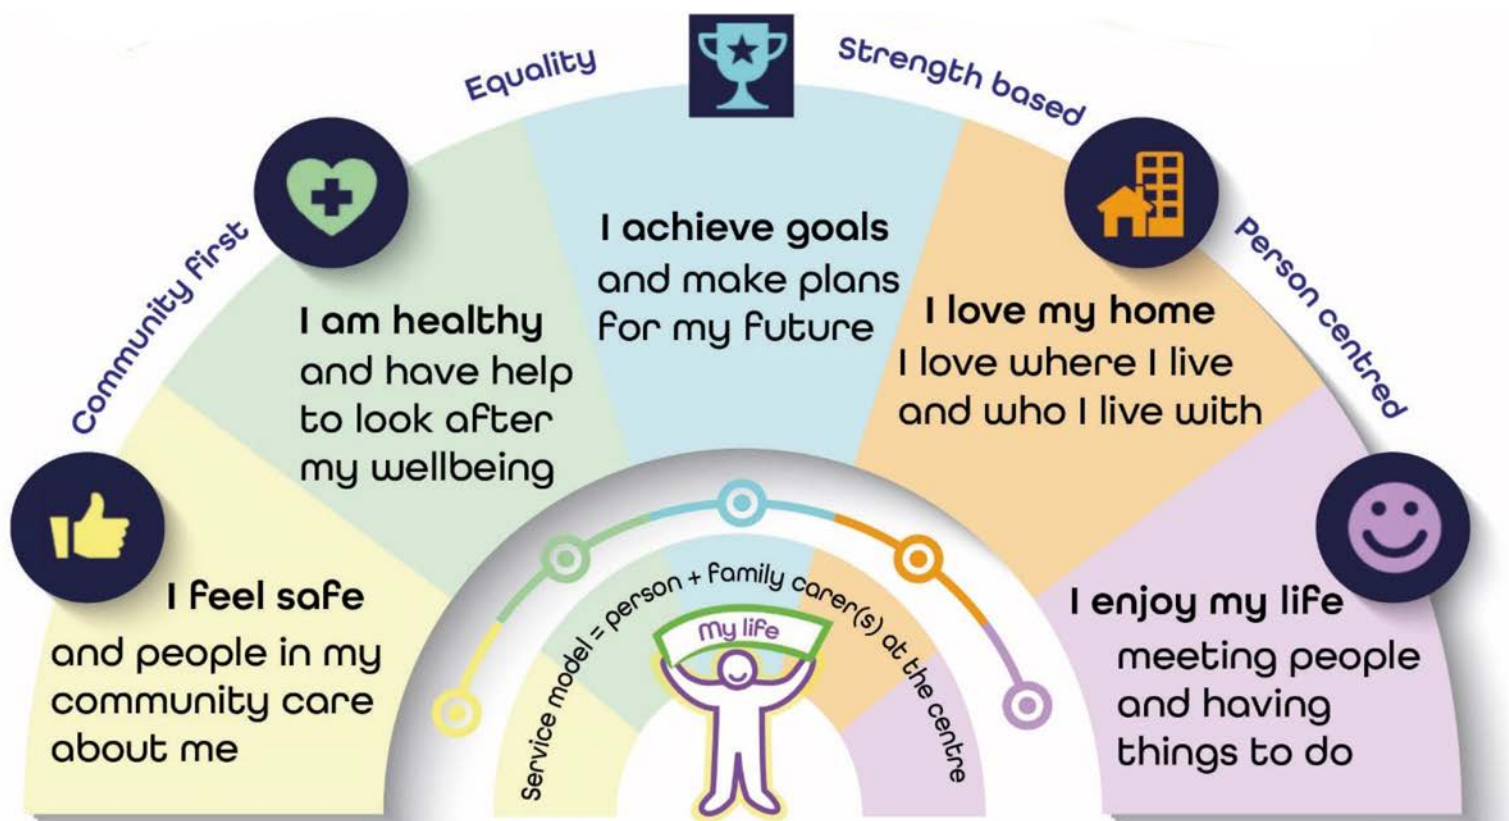 Community first
Equality
Strength based
Person centred
I feel safe
and people in my
community care
about me
I am healthy
and have help
to look after
my wellbeing
I achieve goals
and make plans
for my future
I love my home
I love where I live
and who I live with
I enjoy my life
meeting people
and having
things to do
Service model = person + family carer(s) at the centre
my life